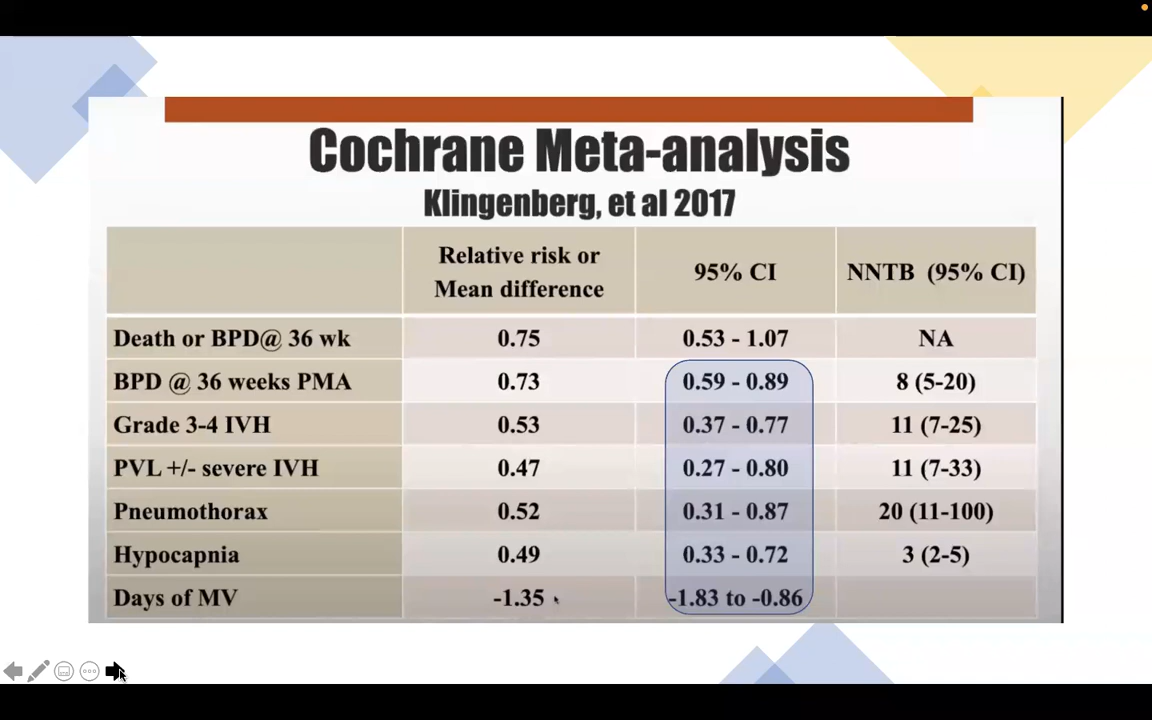 Cochrane Meta-analysis
Klingenberg, et al 2017
Relative risk or
Mean difference
95% CI
NNTB (95% CI)
Death or BPD@ 36 wk 0.75 0.53 - 1.07 NA
BPD @ 36 weeks PMA 0.73 0.59 - 0.89 8 (5-20)
Grade 3-4 IVH 0.53 0.37 - 0.77 11 (7-25)
PVL +/- severe IVH 0.47 0.27 - 0.80 11 (7-33)
Pneumothorax 0.52 0.31 - 0.87 20 (11-100)
Hypocapnia 0.49 0.33 - 0.72 3 (2-5)
Days of MV -1.35 -1.83 to -0.86